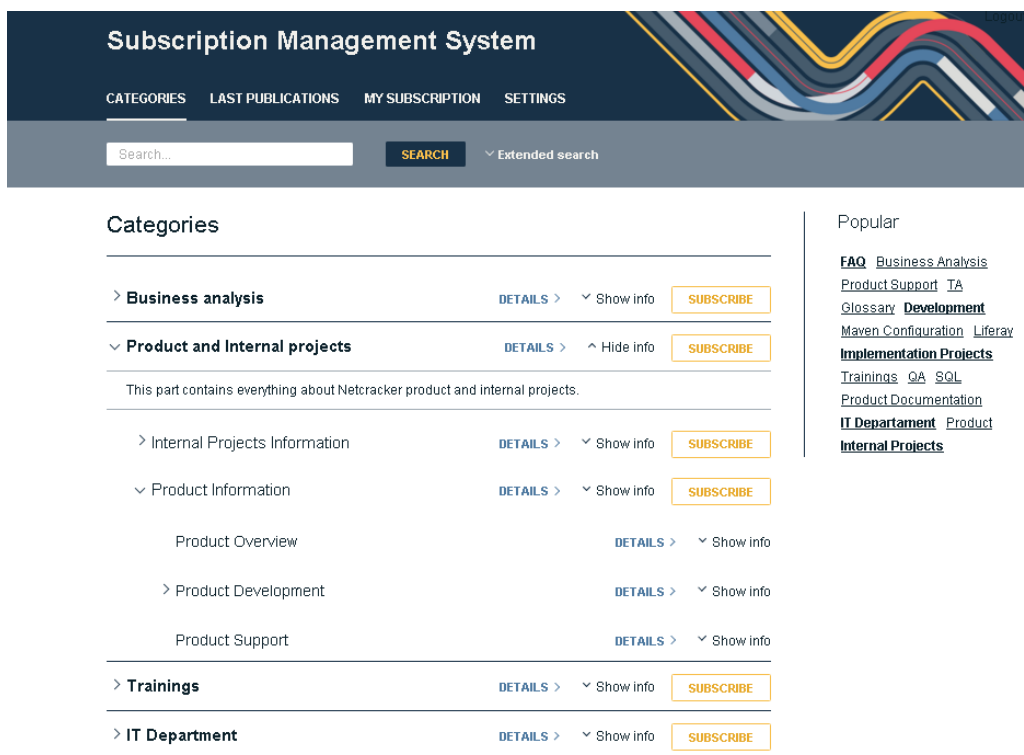 Logou
Subscription Management System
CATEGORIES LAST PUBLICATIONS MY SUBSCRIPTION SETTINGS
Search... SEARCH Extended search
Categories
Business analysis DETAILS > Show info SUBSCRIBE
Product and Internal projects DETAILS > Hide info SUBSCRIBE
This part contains everything about Netcracker product and internal projects.
Internal Projects Information DETAILS > Show info SUBSCRIBE
Product Information DETAILS > Show info SUBSCRIBE
Product Overview DETAILS > Show info
Product Development DETAILS > Show info
Product Support DETAILS > Show info
Trainings DETAILS > Show info SUBSCRIBE
IT Department DETAILS > Show info SUBSCRIBE
Popular
FAQ Business Analysis
Product Support TA
Glossary Development
Maven Configuration Liferay
Implementation Projects
Trainings QA SQL
Product Documentation
IT Departament Product
Internal Projects